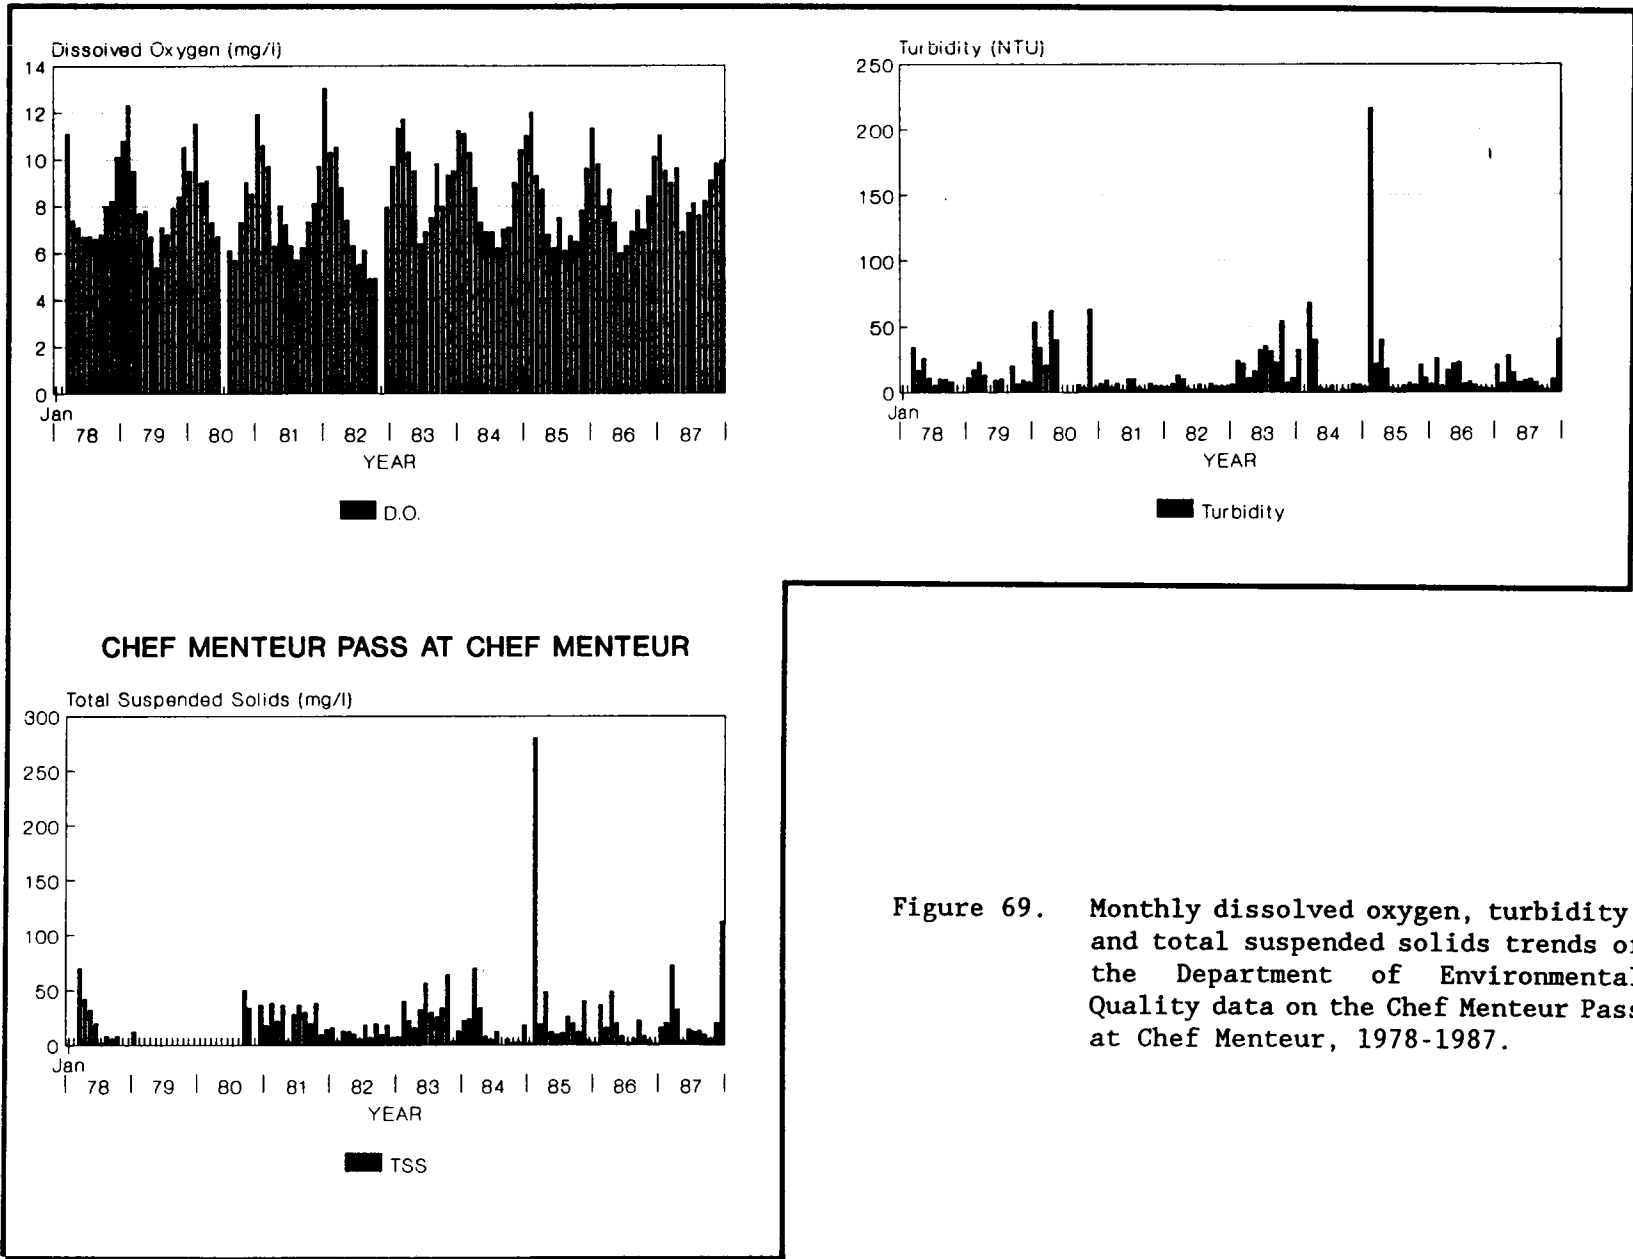 Dissolved Oxygen (mg/l)
14
12
10
8
6
4
2
0
Jan
78 79 80 81 82 83 84 85 86 87
YEAR
D.O.
Turbidity (NTU)
250
200
150
100
50
0
Jan
78 79 80 81 82 83 84 85 86 87
YEAR
Turbidity
CHEF MENTEUR PASS AT CHEF MENTEUR
Total Suspended Solids (mg/l)
300
250
200
150
100
50
0
Jan
78 79 80 81 82 83 84 85 86 87
YEAR
TSS
Figure 69. Monthly dissolved oxygen, turbidity
and total suspended solids trends of
the Department of Environmental
Quality data on the Chef Menteur Pass
at Chef Menteur, 1978-1987.